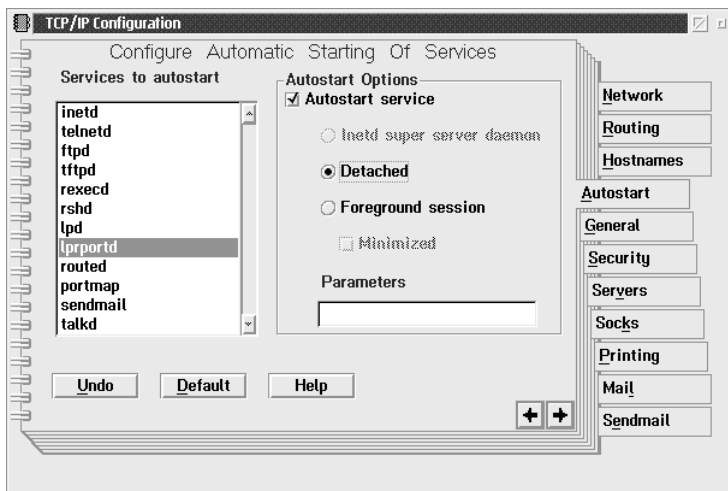 TCP/IP Configuration
Configure Automatic Starting Of Services
Services to autostart
inetd
telnetd
ftpd
tftpd
rexecd
rshd
lpd
lprportd
routed
portmap
sendmail
talkd
Autostart Options
Autostart service
Inetd super server daemon
Detached
Foreground session
Minimized
Parameters
Undo
Default
Help
Network
Routing
Hostnames
Autostart
General
Security
Servers
Socks
Printing
Mail
Sendmail